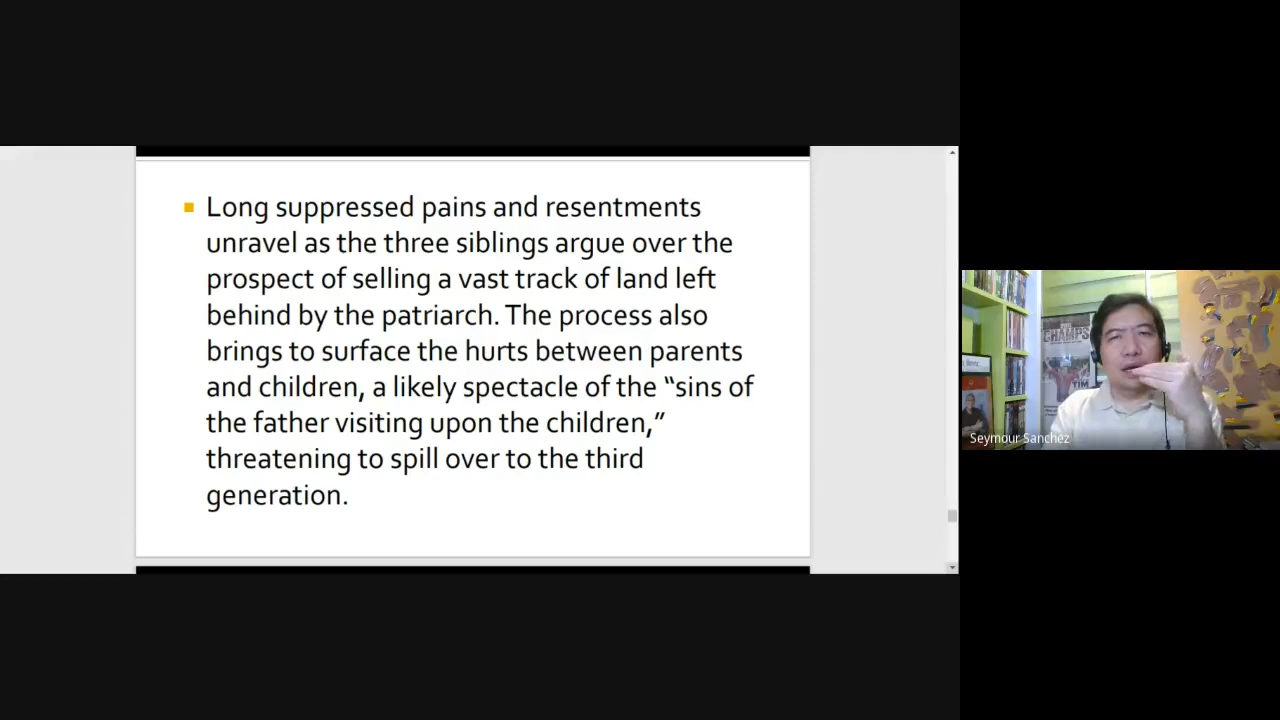 Long suppressed pains and resentments
unravel as the three siblings argue over the
prospect of selling a vast track of land left
behind by the patriarch. The process also
brings to surface the hurts between parents
and children, a likely spectacle of the “sins of
the father visiting upon the children,”
threatening to spill over to the third
generation.
CHAMPS
TIM
Seymour Sanchez